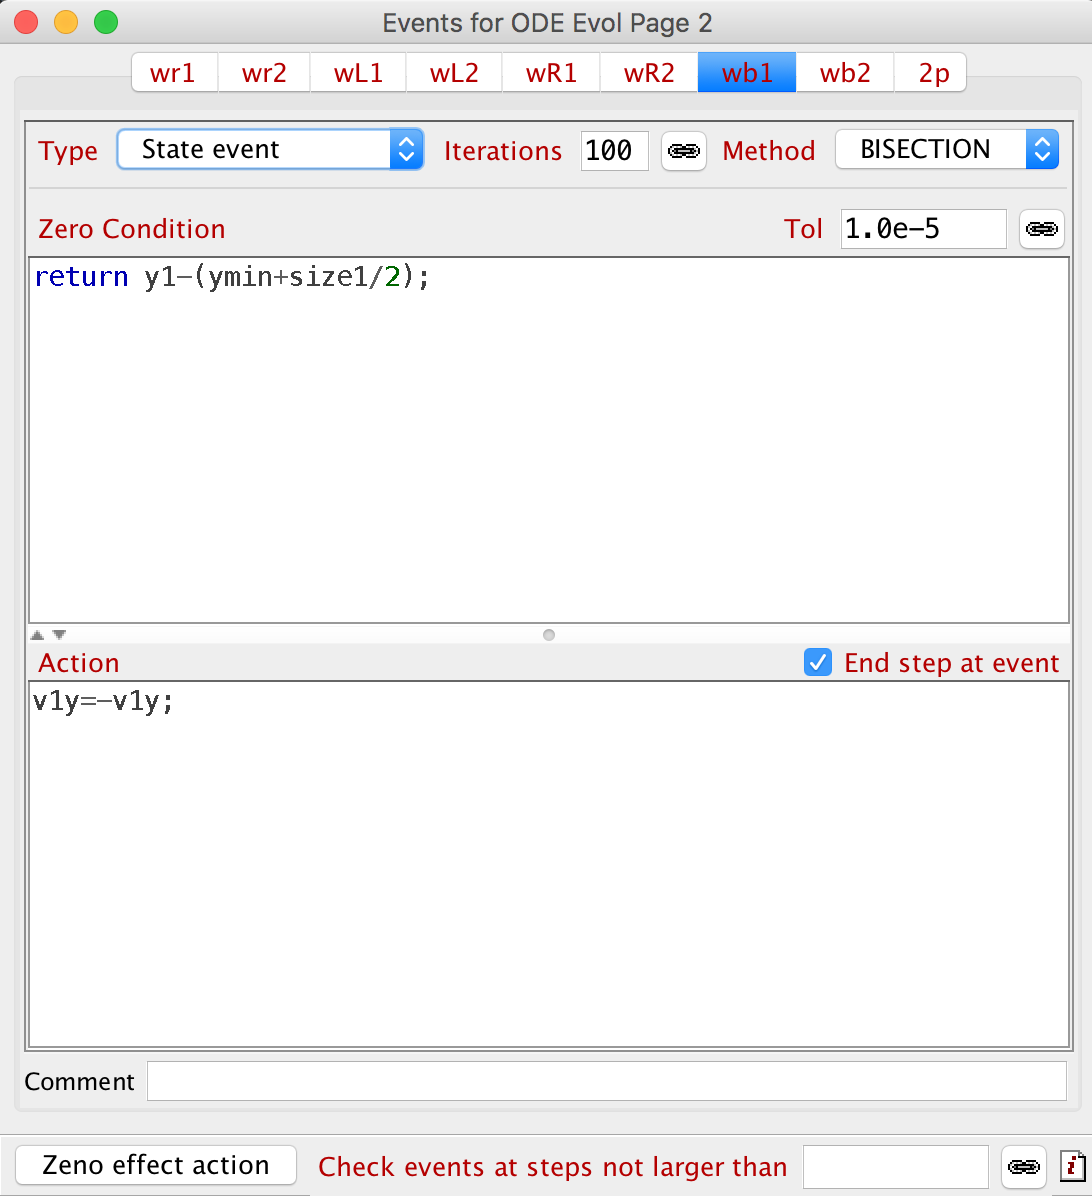 Events for ODE Evol Page 2
wr1 wr2 wL1 wL2 wR1 wR2 wb1 wb2 2p
Type State event Iterations 100 Method BISECTION
Zero Condition Tol 1.0e-5
return y1-(ymin+size1/2);
Action End step at event
v1y=-v1y;
Comment
Zeno effect action Check events at steps not larger than i